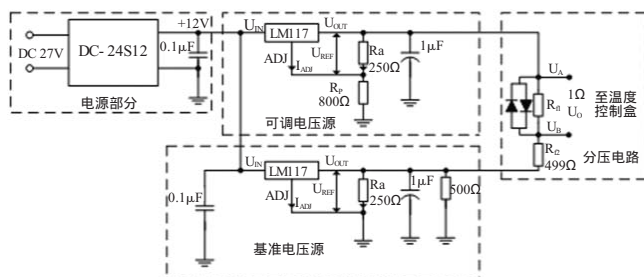 DC 27V
DC- 24S12
+12V
0.1μF
电源部分
U_IN
LM117
U_OUT
ADJ
I_ADJ
U_REF
Ra
250Ω
R_P
800Ω
1μF
可调电压源
U_A
1Ω
R_f1
U_O
U_B
至温度
控制盒
R_f2
499Ω
分压电路
U_IN
LM117
U_OUT
0.1μF
ADJ
I_ADJ
U_REF
Ra
250Ω
1μF
500Ω
基准电压源